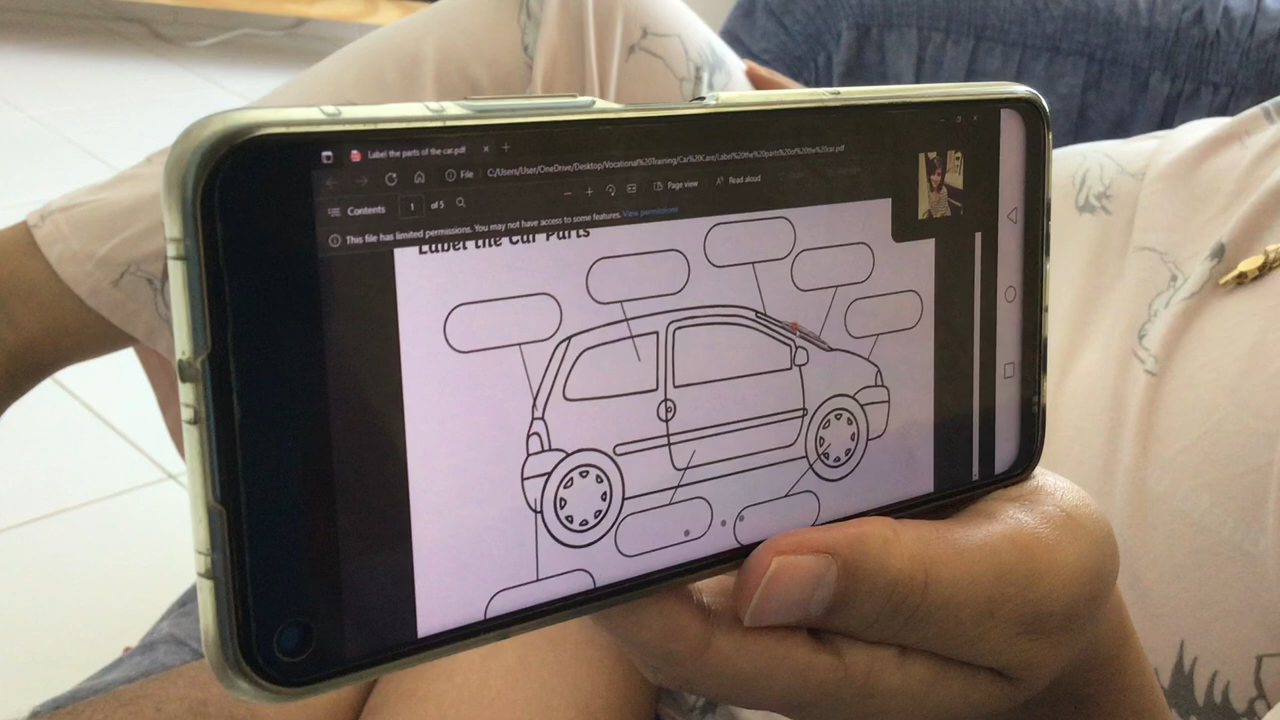 Label the parts of the car.pdf
File C:/Users/User/OneDrive/Desktop/Vocational%20Training/Car%20Care/Label%20the%20parts%20of%20the%20car.pdf
Contents 1 of 5 Page view Read aloud
This file has limited permissions. You may not have access to some features. View permissions
Label the Car Parts